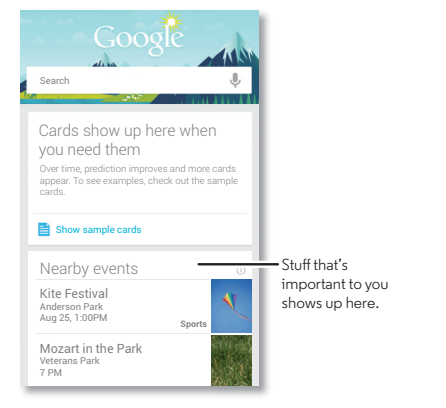 Google
Search
Cards show up here when
you need them
Over time, prediction improves and more cards
appear. To see examples, check out the sample
cards.
Show sample cards
Nearby events
Kite Festival
Anderson Park
Aug 25, 1:00PM
Sports
Mozart in the Park
Veterans Park
7 PM
Stuff that's
important to you
shows up here.